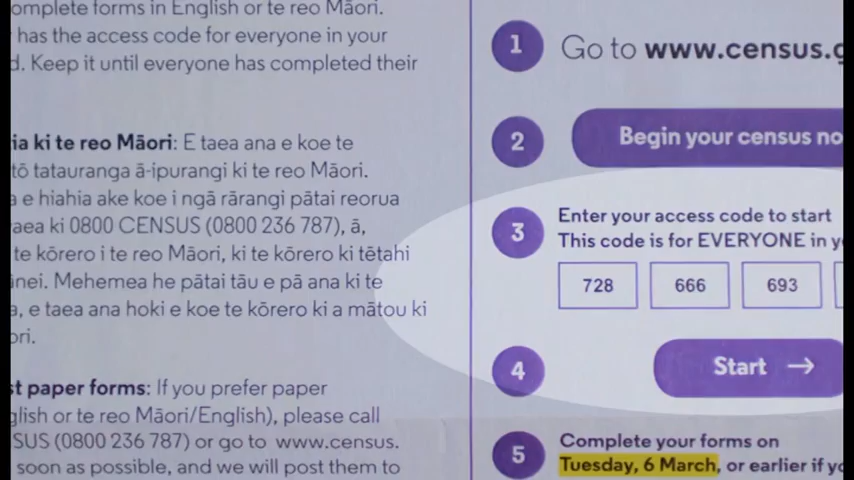 omplete forms in English or te reo Māori.
has the access code for everyone in your
d. Keep it until everyone has completed their
ia ki te reo Māori: E taea ana e koe te
tō tatauranga ā-ipurangi ki te reo Māori.
a e hiahia ake koe i ngā rārangi pātai reorua
aea ki 0800 CENSUS (0800 236 787), ā,
te kōrero i te reo Māori, ki te kōrero ki tētahi
inei. Mehemea he pātai tāu e pā ana ki te
a, e taea ana hoki e koe te kōrero ki a mātou ki
ori.
st paper forms: If you prefer paper
glish or te reo Māori/English), please call
SUS (0800 236 787) or go to www.census.
soon as possible, and we will post them to
1 Go to www.census.g
2 Begin your census no
3 Enter your access code to start
This code is for EVERYONE in y
728 666 693
4 Start →
5 Complete your forms on
Tuesday, 6 March, or earlier if yo